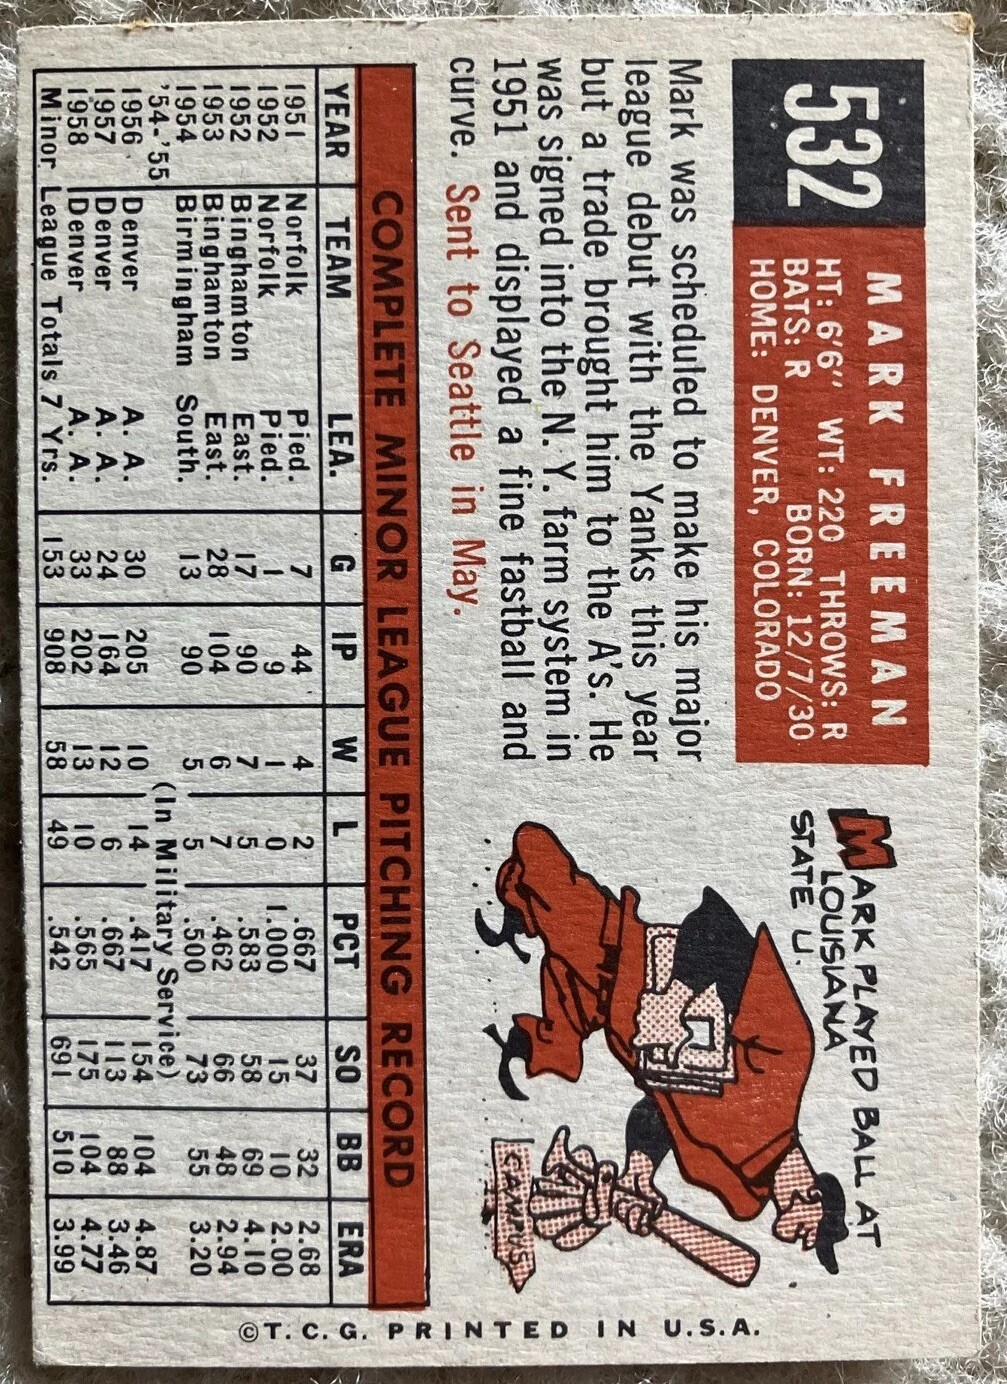 532
MARK FREEMAN
HT: 6'6" WT: 220 THROWS: R
BATS: R BORN: 12/7/30
HOME: DENVER, COLORADO
Mark was scheduled to make his major
league debut with the Yanks this year
but a trade brought him to the A's. He
was signed into the N. Y. farm system in
1951 and displayed a fine fastball and
curve. Sent to Seattle in May.
MARK PLAYED BALL AT
LOUISIANA
STATE U.
CAMPUS
COMPLETE MINOR LEAGUE PITCHING RECORD
YEAR TEAM LEA. G IP W L PCT SO BB ERA
1951 Norfolk Pied. 7 44 4 2 .667 37 32 2.68
1952 Norfolk Pied. 1 9 1 0 1.000 15 10 2.00
1952 Binghamton East. 17 90 7 5 .583 58 69 4.10
1953 Binghamton East. 28 104 6 7 .462 66 48 2.94
1954 Birmingham South. 13 90 5 5 .500 73 55 3.20
'54-'55 (In Military Service)
1956 Denver A. A. 30 205 10 14 .417 154 104 4.87
1957 Denver A. A. 24 164 12 6 .667 113 88 3.46
1958 Denver A. A. 33 202 13 10 .565 175 104 4.77
Minor League Totals 7 Yrs. 153 908 58 49 .542 691 510 3.99
©T. C. G. PRINTED IN U.S.A.